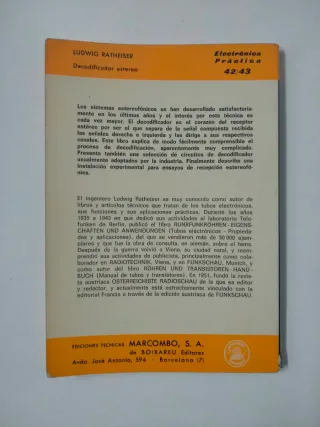 LUDWIG RATHEISER
Decodificador estereo
Electrónica
Práctica
42/43
Los sistemas estereofónicos se han desarrollado satisfactoria-
mente en los últimos años y el interés por esta técnica es
cada vez mayor. El decodificador es el corazón del receptor
estéreo por ser el que separa de la señal compuesta recibida
las señales derecha e izquierda y las dirige a sus respectivos
canales. Este libro explica de modo fácilmente comprensible
el proceso de decodificación, aparentemente muy complicado.
Presenta también una selección de circuitos de decodificador
usualmente adoptados por la industria. Finalmente describe una
instalación experimental para ensayos de recepción estereofó-
nica.
El ingeniero Ludwig Ratheiser es muy conocido como autor de
libros y artículos técnicos que tratan de los tubos electrónicos,
sus funciones y sus aplicaciones prácticas. Durante los años
1935 a 1940 en que dedicó sus actividades al laboratorio Tele-
funken de Berlín, publicó el libro RUNDFUNKRÖHREN - EIGEN-
SCHAFTEN UND ANWENDUNGEN (Tubos electrónicos - Propieda-
des y aplicaciones), del que se vendieron más de 50 000 ejem-
plares y que fue la obra de consulta, en alemán, sobre el tema.
Después de la guerra volvió a Viena, su ciudad natal, y reem-
prendió sus actividades de publicista, principalmente como cola-
borador en RADIOTECHNIK, Viena, y en FUNKSCHAU, Munich, y
como autor del libro RÖHREN UND TRANSISTOREN HAND-
BUCH (Manual de tubos y transistores). En 1951, fundó la revis-
ta austríaca ÖSTERREICHISTE RADIOSCHAU de la que es editor
y redactor, y actualmente está estrechamente vinculado con la
editorial Franzis a través de la edición austríaca de FUNKSCHAU.
EDICIONES TECNICAS MARCOMBO, S. A.
de BOIXAREU Editores
Avda. José Antonio, 594 - Barcelona (7)